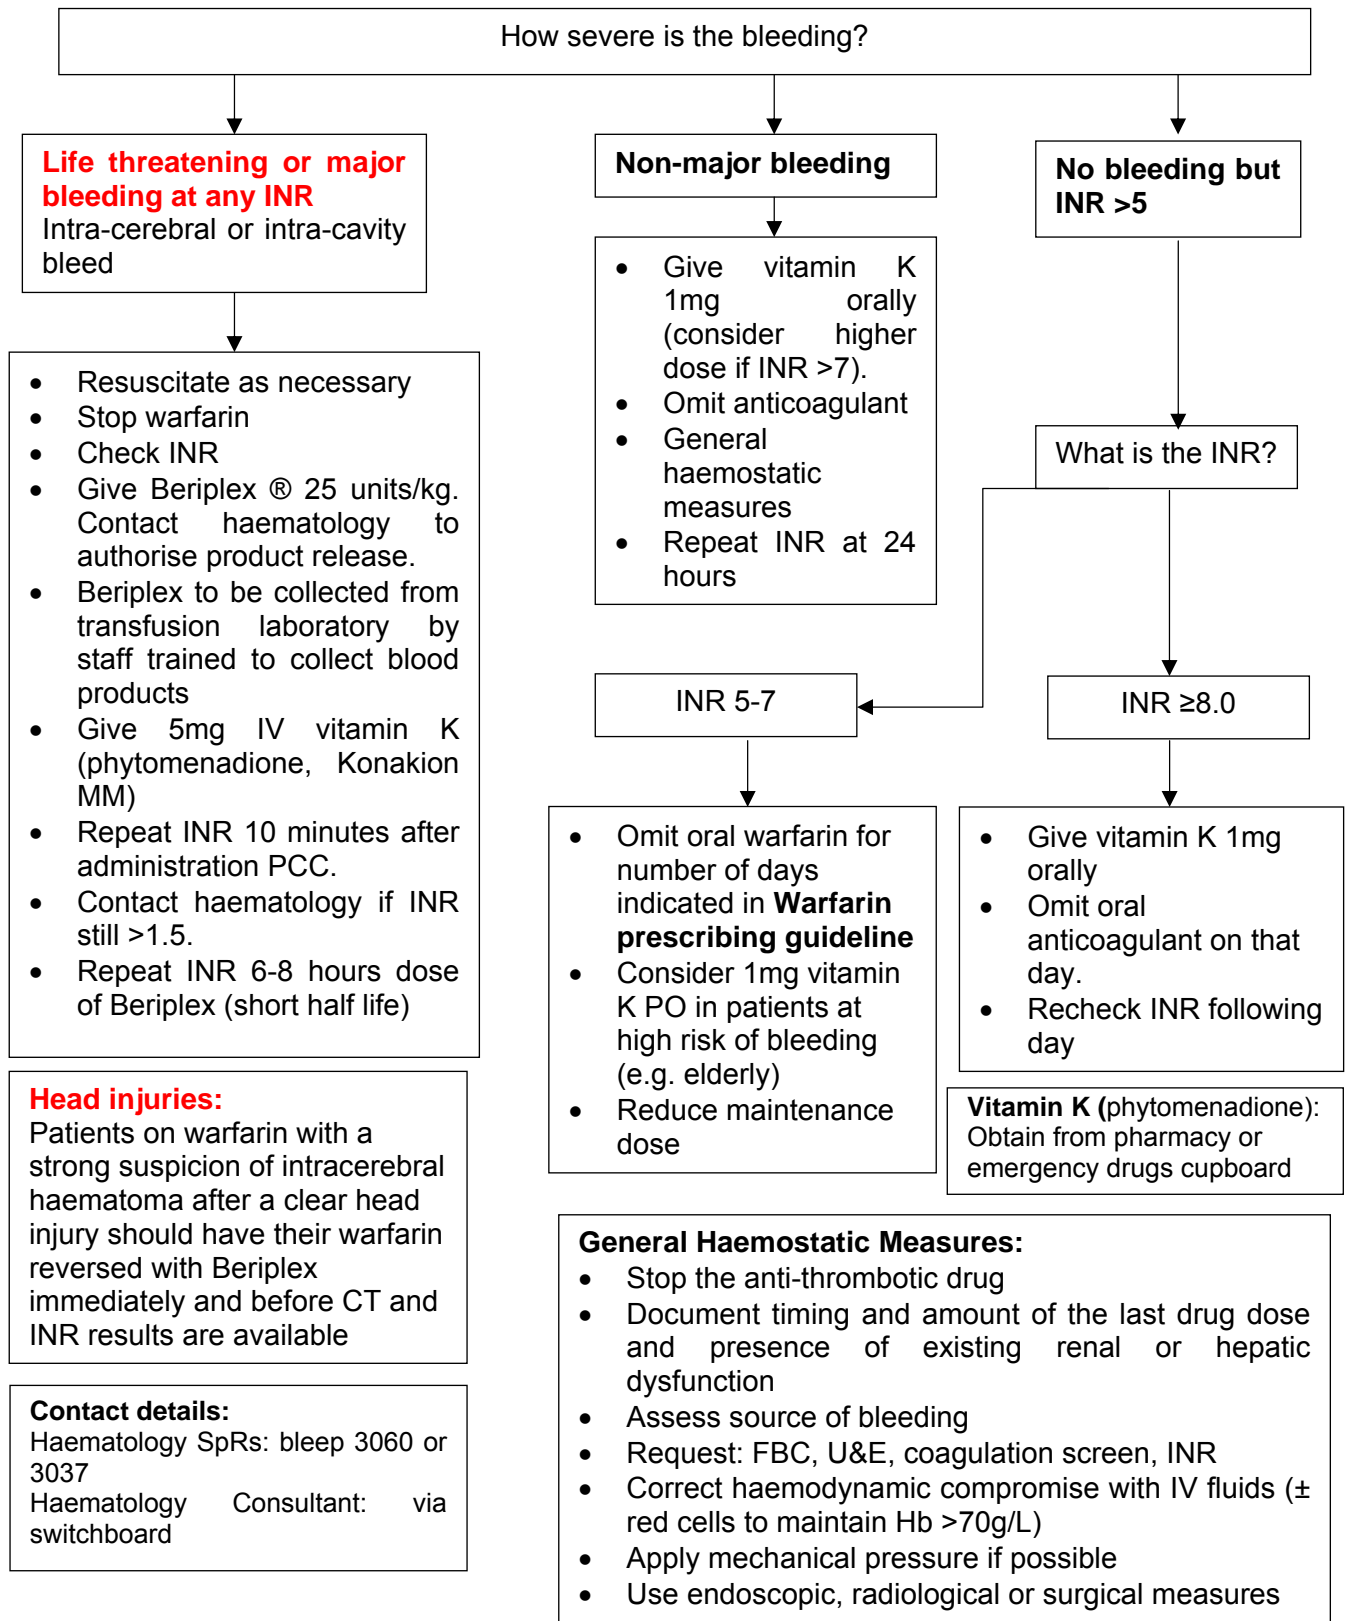 How severe is the bleeding?
Life threatening or major
bleeding at any INR
Intra-cerebral or intra-cavity
bleed
• Resuscitate as necessary
• Stop warfarin
• Check INR
• Give Beriplex ® 25 units/kg.
Contact haematology to
authorise product release.
• Beriplex to be collected from
transfusion laboratory by
staff trained to collect blood
products
• Give 5mg IV vitamin K
(phytomenadione, Konakion
MM)
• Repeat INR 10 minutes after
administration PCC.
• Contact haematology if INR
still >1.5.
• Repeat INR 6-8 hours dose
of Beriplex (short half life)
Head injuries:
Patients on warfarin with a
strong suspicion of intracerebral
haematoma after a clear head
injury should have their warfarin
reversed with Beriplex
immediately and before CT and
INR results are available
Contact details:
Haematology SpRs: bleep 3060 or
3037
Haematology Consultant: via
switchboard
Non-major bleeding
• Give vitamin K
1mg orally
(consider higher
dose if INR >7).
• Omit anticoagulant
• General
haemostatic
measures
• Repeat INR at 24
hours
No bleeding but
INR >5
What is the INR?
INR 5-7
• Omit oral warfarin for
number of days
indicated in Warfarin
prescribing guideline
• Consider 1mg vitamin
K PO in patients at
high risk of bleeding
(e.g. elderly)
• Reduce maintenance
dose
INR ≥8.0
• Give vitamin K 1mg
orally
• Omit oral
anticoagulant on that
day.
• Recheck INR following
day
Vitamin K (phytomenadione):
Obtain from pharmacy or
emergency drugs cupboard
General Haemostatic Measures:
• Stop the anti-thrombotic drug
• Document timing and amount of the last drug dose
and presence of existing renal or hepatic
dysfunction
• Assess source of bleeding
• Request: FBC, U&E, coagulation screen, INR
• Correct haemodynamic compromise with IV fluids (±
red cells to maintain Hb >70g/L)
• Apply mechanical pressure if possible
• Use endoscopic, radiological or surgical measures